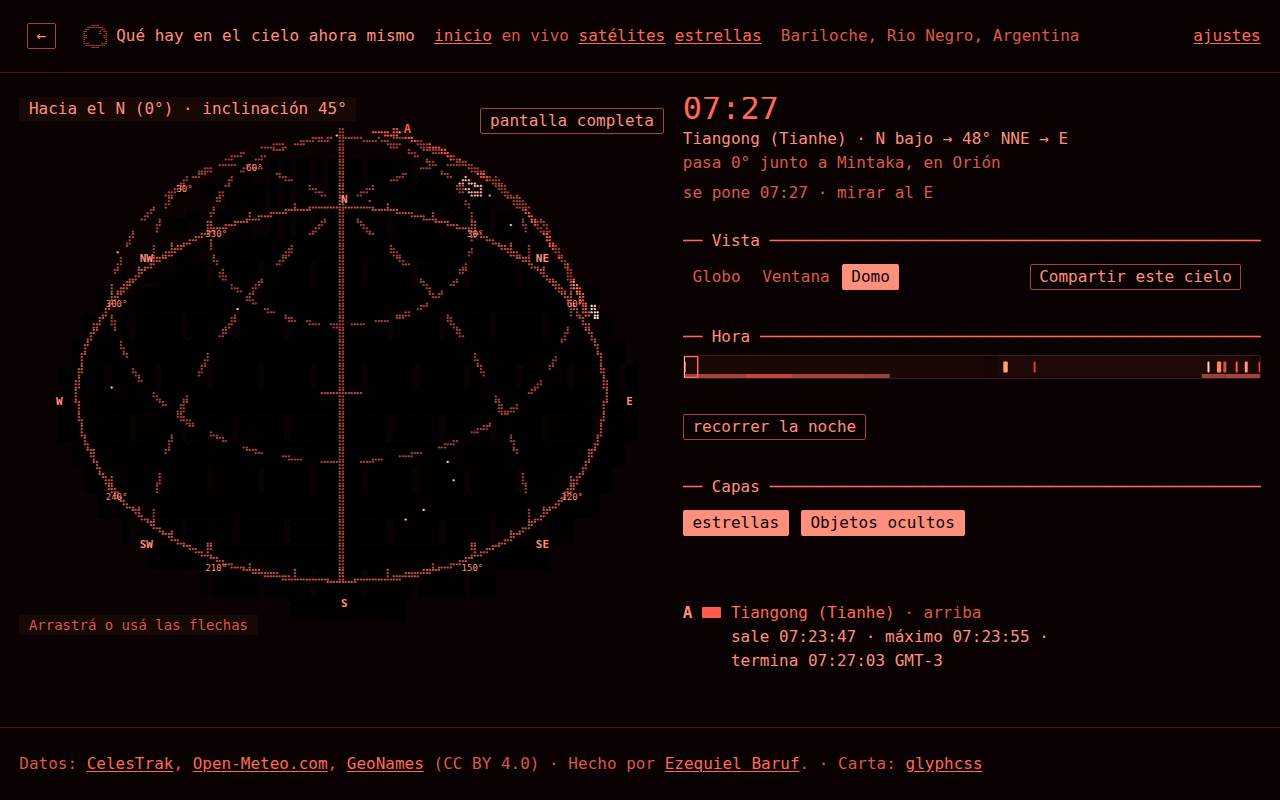 ← Qué hay en el cielo ahora mismo inicio en vivo satélites estrellas Bariloche, Rio Negro, Argentina ajustes
Hacia el N (0°) · inclinación 45°
pantalla completa
A
60°
30°
N
330°
30°
NW
NE
300°
60°
W
E
240°
120°
SW
SE
210°
150°
S
Arrastrá o usá las flechas
07:27
Tiangong (Tianhe) · N bajo → 48° NNE → E
pasa 0° junto a Mintaka, en Orión
se pone 07:27 · mirar al E
Vista
Globo Ventana Domo Compartir este cielo
Hora
recorrer la noche
Capas
estrellas Objetos ocultos
A Tiangong (Tianhe) · arriba
sale 07:23:47 · máximo 07:23:55 ·
termina 07:27:03 GMT-3
Datos: CelesTrak, Open-Meteo.com, GeoNames (CC BY 4.0) · Hecho por Ezequiel Baruf. · Carta: glyphcss